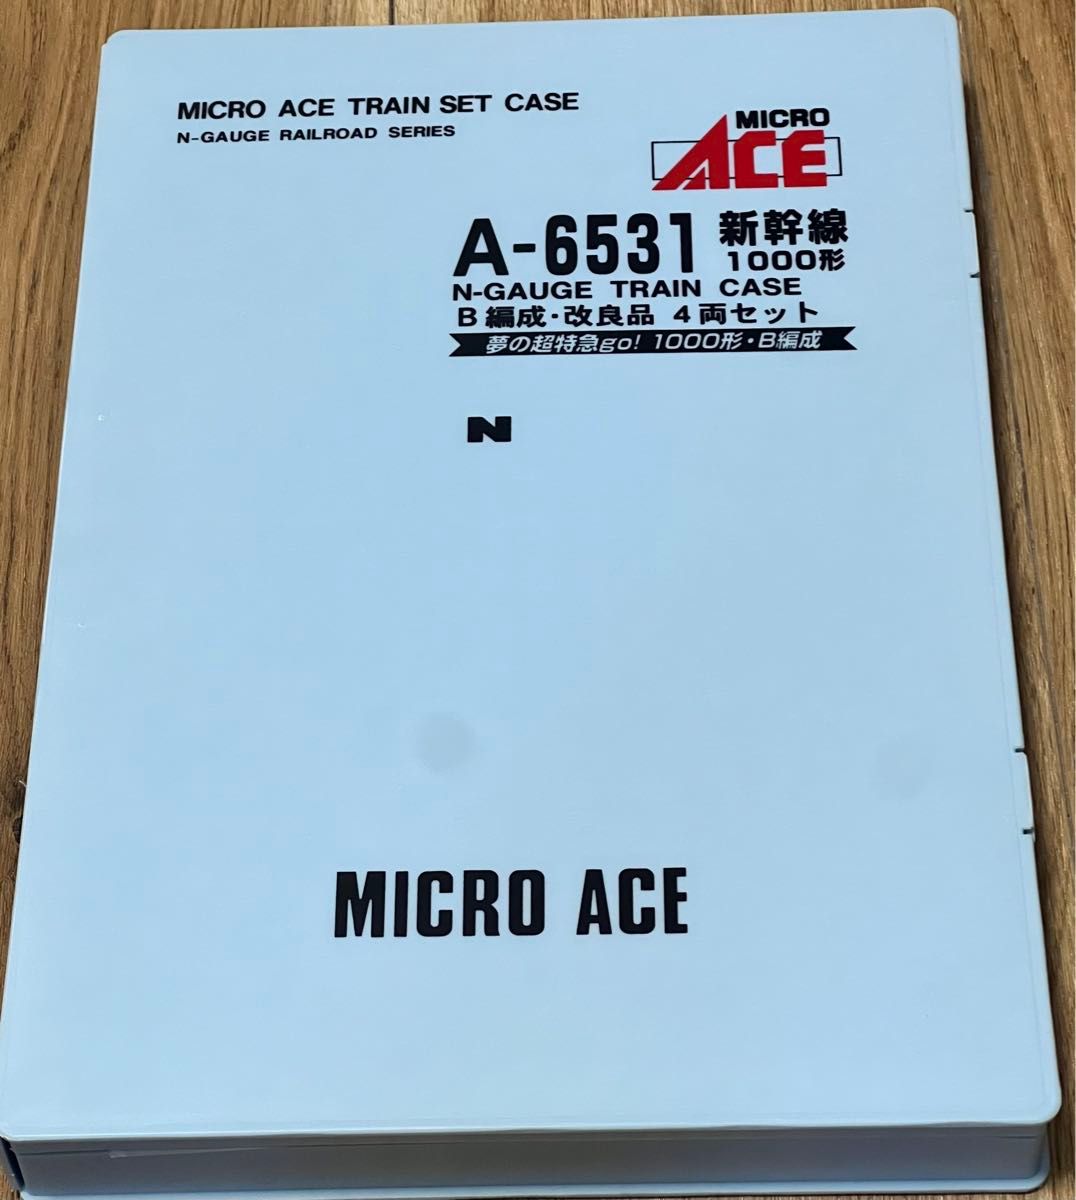 MICRO ACE TRAIN SET CASE
N-GAUGE RAILROAD SERIES
MICRO
ACE
A-6531 新幹線
1000形
N-GAUGE TRAIN CASE
B編成・改良品 4両セット
夢の超特急go! 1000形・B編成
N
MICRO ACE